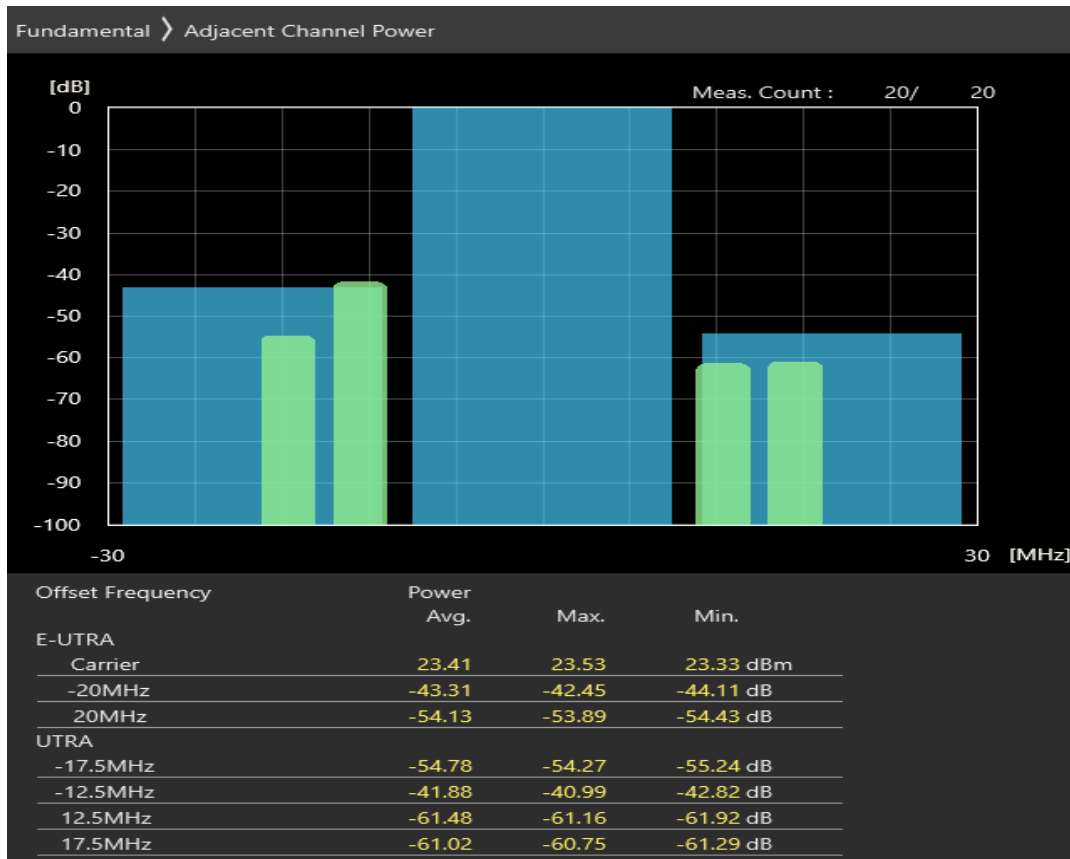 Fundamental 》 Adjacent Channel Power
[dB]
Meas. Count : 20/ 20
0
-10
-20
-30
-40
-50
-60
-70
-80
-90
-100
-30 30 [MHz]
Offset Frequency Power
Avg. Max. Min.
E-UTRA
Carrier 23.41 23.53 23.33 dBm
-20MHz -43.31 -42.45 -44.11 dB
20MHz -54.13 -53.89 -54.43 dB
UTRA
-17.5MHz -54.78 -54.27 -55.24 dB
-12.5MHz -41.88 -40.99 -42.82 dB
12.5MHz -61.48 -61.16 -61.92 dB
17.5MHz -61.02 -60.75 -61.29 dB